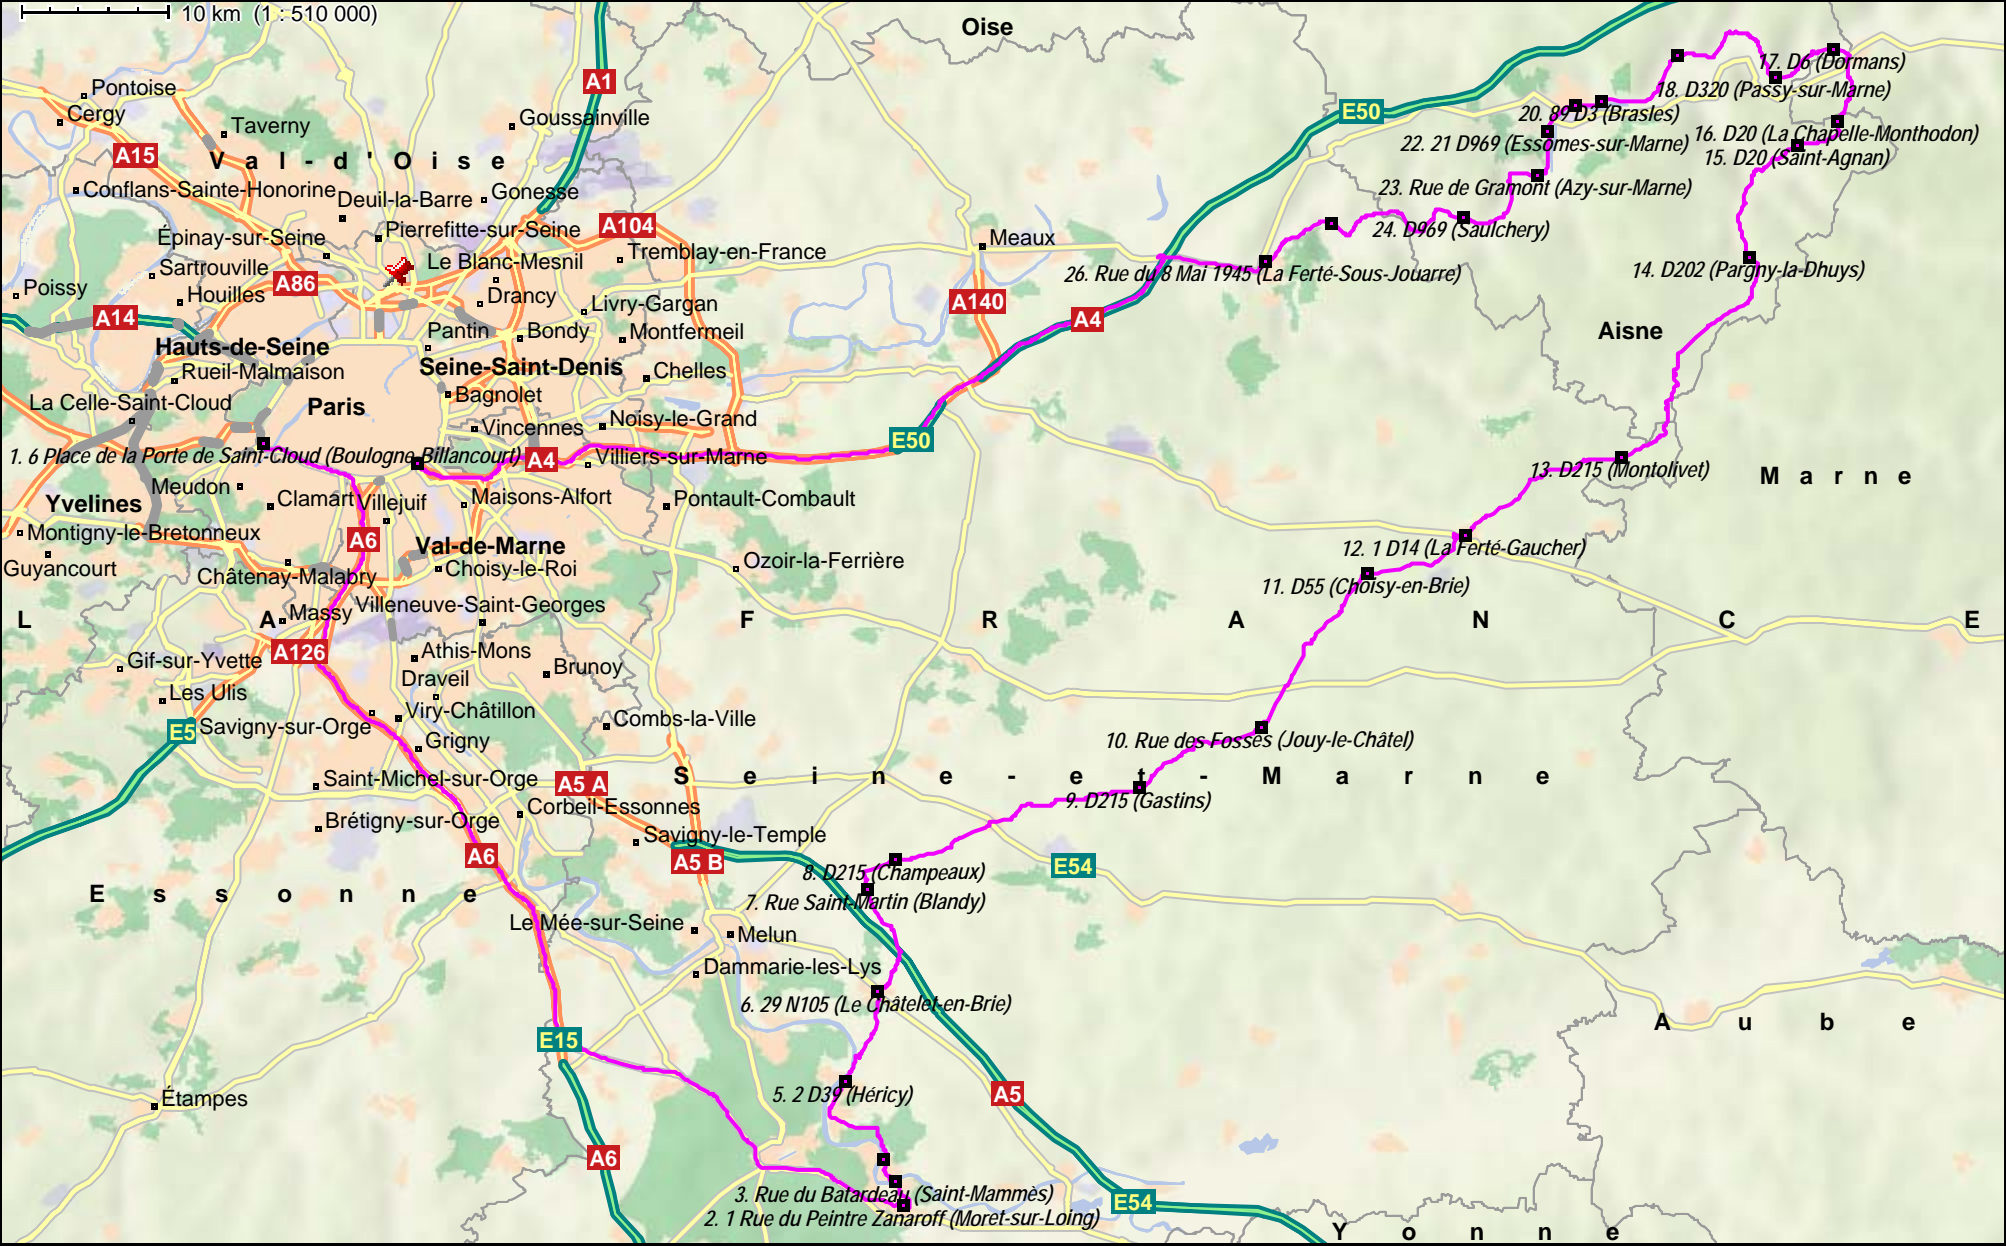 10 km (1 : 510 000)
Oise
A1
Pontoise
Cergy
Taverny
Goussainville
E50
17. D6 (Dormans)
18. D320 (Passy-sur-Marne)
20. 89 D3 (Brasles)
A15
Val-d'Oise
22. 21 D969 (Essômes-sur-Marne)
16. D20 (La Chapelle-Monthodon)
15. D20 (Saint-Agnan)
Conflans-Sainte-Honorine
Deuil-la-Barre
Gonesse
23. Rue de Gramont (Azy-sur-Marne)
Épinay-sur-Seine
Pierrefitte-sur-Seine
A104
Meaux
24. D969 (Saulchery)
Sartrouville
Le Blanc-Mesnil
Tremblay-en-France
26. Rue du 8 Mai 1945 (La Ferté-Sous-Jouarre)
14. D202 (Pargny-la-Dhuys)
Poissy
A86
Houilles
Drancy
Livry-Gargan
A140
A14
Pantin
Bondy
Montfermeil
A4
Aisne
Hauts-de-Seine
Rueil-Malmaison
Seine-Saint-Denis
Chelles
La Celle-Saint-Cloud
Paris
Bagnolet
Vincennes
Noisy-le-Grand
E50
1. 6 Place de la Porte de Saint-Cloud (Boulogne-Billancourt)
A4
Villiers-sur-Marne
13. D215 (Montolivet)
Marne
Meudon
Yvelines
Clamart
Villejuif
Maisons-Alfort
Pontault-Combault
Montigny-le-Bretonneux
A6
Val-de-Marne
12. 1 D14 (La Ferté-Gaucher)
Guyancourt
Châtenay-Malabry
Choisy-le-Roi
Ozoir-la-Ferrière
11. D55 (Choisy-en-Brie)
L A F R A N C E
Massy
Villeneuve-Saint-Georges
A126
Gif-sur-Yvette
Athis-Mons
Brunoy
Les Ulis
Draveil
E5
Savigny-sur-Orge
Viry-Châtillon
Combs-la-Ville
Grigny
10. Rue des Fossés (Jouy-le-Châtel)
Saint-Michel-sur-Orge
A5 A
Seine-et-Marne
9. D215 (Gastins)
Brétigny-sur-Orge
Corbeil-Essonnes
Savigny-le-Temple
A6
A5 B
E54
8. D215 (Champeaux)
Essonne
7. Rue Saint-Martin (Blandy)
Le Mée-sur-Seine
Melun
Dammarie-les-Lys
6. 29 N105 (Le Châtelet-en-Brie)
Aube
E15
Étampes
5. 2 D39 (Héricy)
A5
A6
3. Rue du Batardeau (Saint-Mammès)
E54
2. 1 Rue du Peintre Zanaroff (Moret-sur-Loing)
Yonne